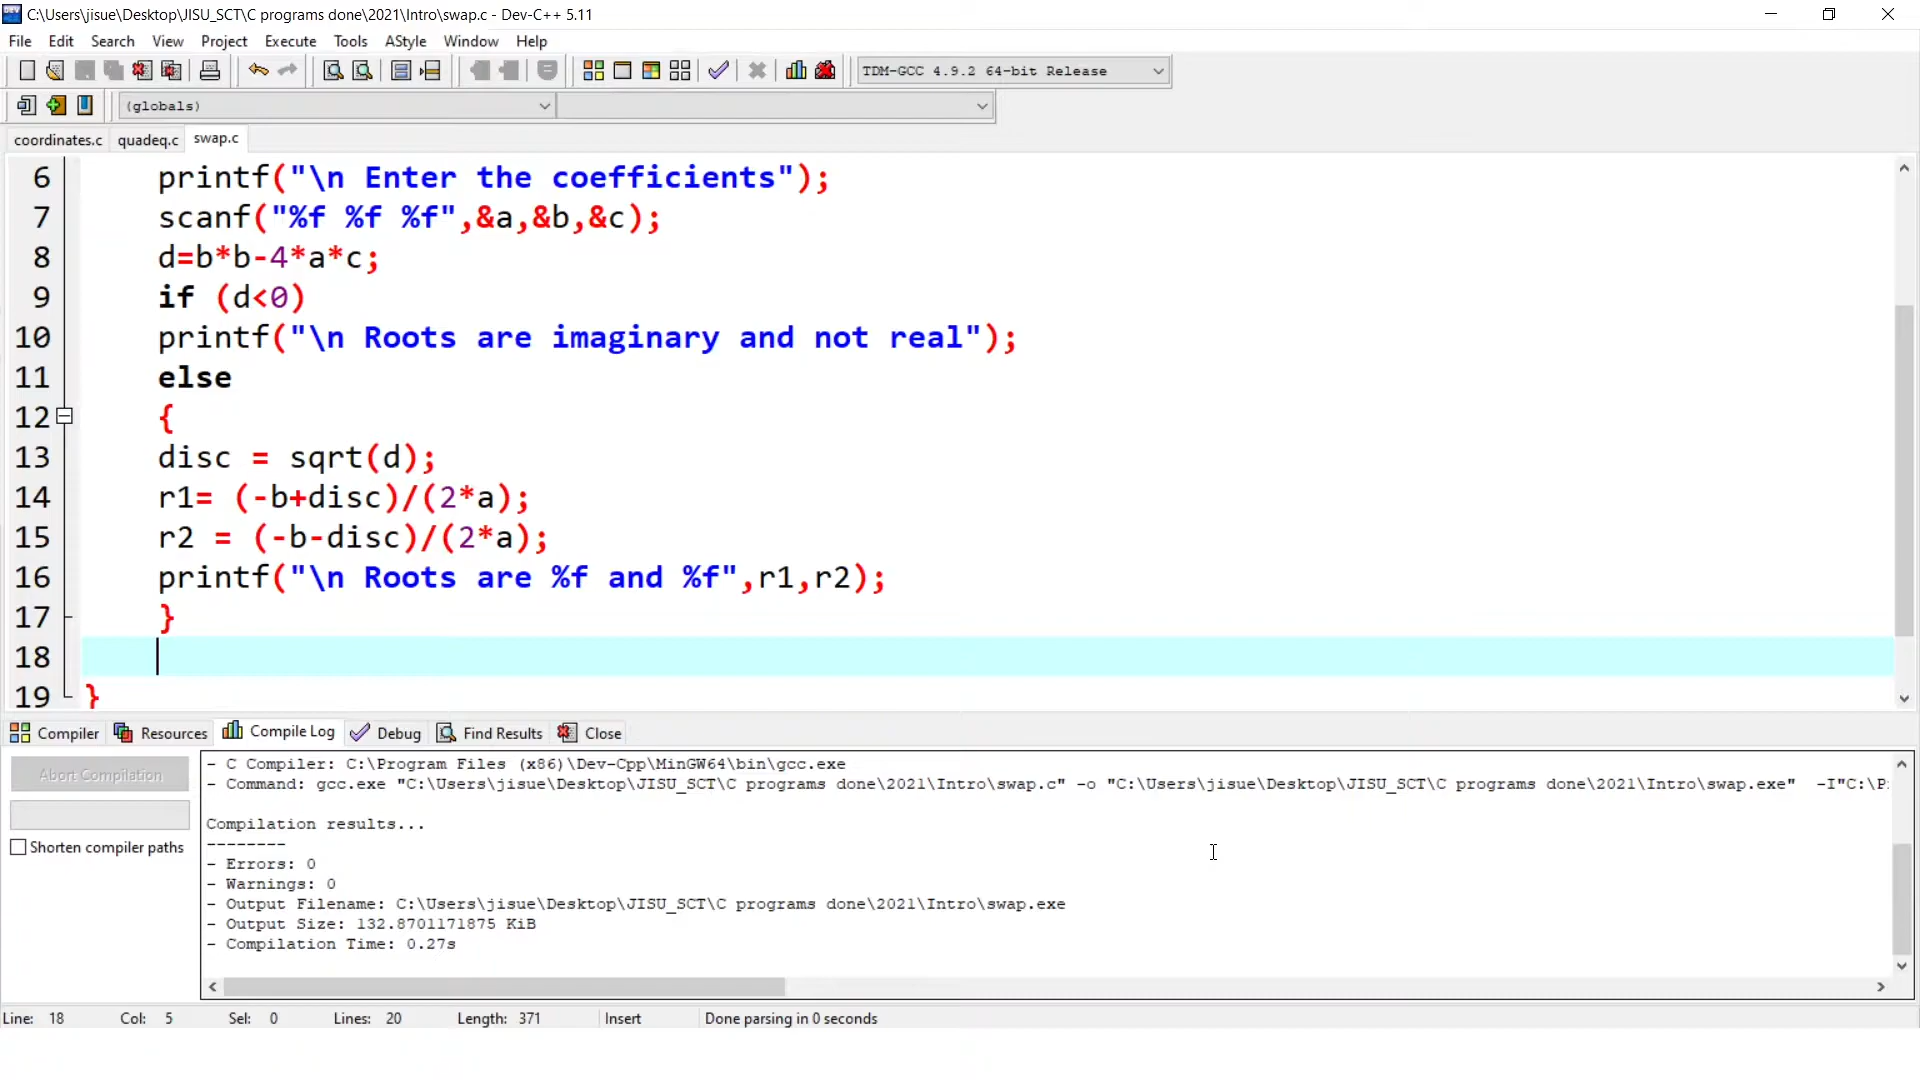 C:\Users\jisue\Desktop\JISU_SCT\C programs done\2021\Intro\swap.c - Dev-C++ 5.11
File Edit Search View Project Execute Tools AStyle Window Help
TDM-GCC 4.9.2 64-bit Release
(globals)
coordinates.c quadeq.c swap.c
6 printf("\n Enter the coefficients");
7 scanf("%f %f %f",&a,&b,&c);
8 d=b*b-4*a*c;
9 if (d<0)
10 printf("\n Roots are imaginary and not real");
11 else
12 {
13 disc = sqrt(d);
14 r1= (-b+disc)/(2*a);
15 r2 = (-b-disc)/(2*a);
16 printf("\n Roots are %f and %f",r1,r2);
17 }
18
19 }
Compiler Resources Compile Log Debug Find Results Close
Abort Compilation
Shorten compiler paths
- C Compiler: C:\Program Files (x86)\Dev-Cpp\MinGW64\bin\gcc.exe
- Command: gcc.exe "C:\Users\jisue\Desktop\JISU_SCT\C programs done\2021\Intro\swap.c" -o "C:\Users\jisue\Desktop\JISU_SCT\C programs done\2021\Intro\swap.exe" -I"C:\P
Compilation results...
--------
- Errors: 0
- Warnings: 0
- Output Filename: C:\Users\jisue\Desktop\JISU_SCT\C programs done\2021\Intro\swap.exe
- Output Size: 132.8701171875 KiB
- Compilation Time: 0.27s
Line: 18 Col: 5 Sel: 0 Lines: 20 Length: 371 Insert Done parsing in 0 seconds